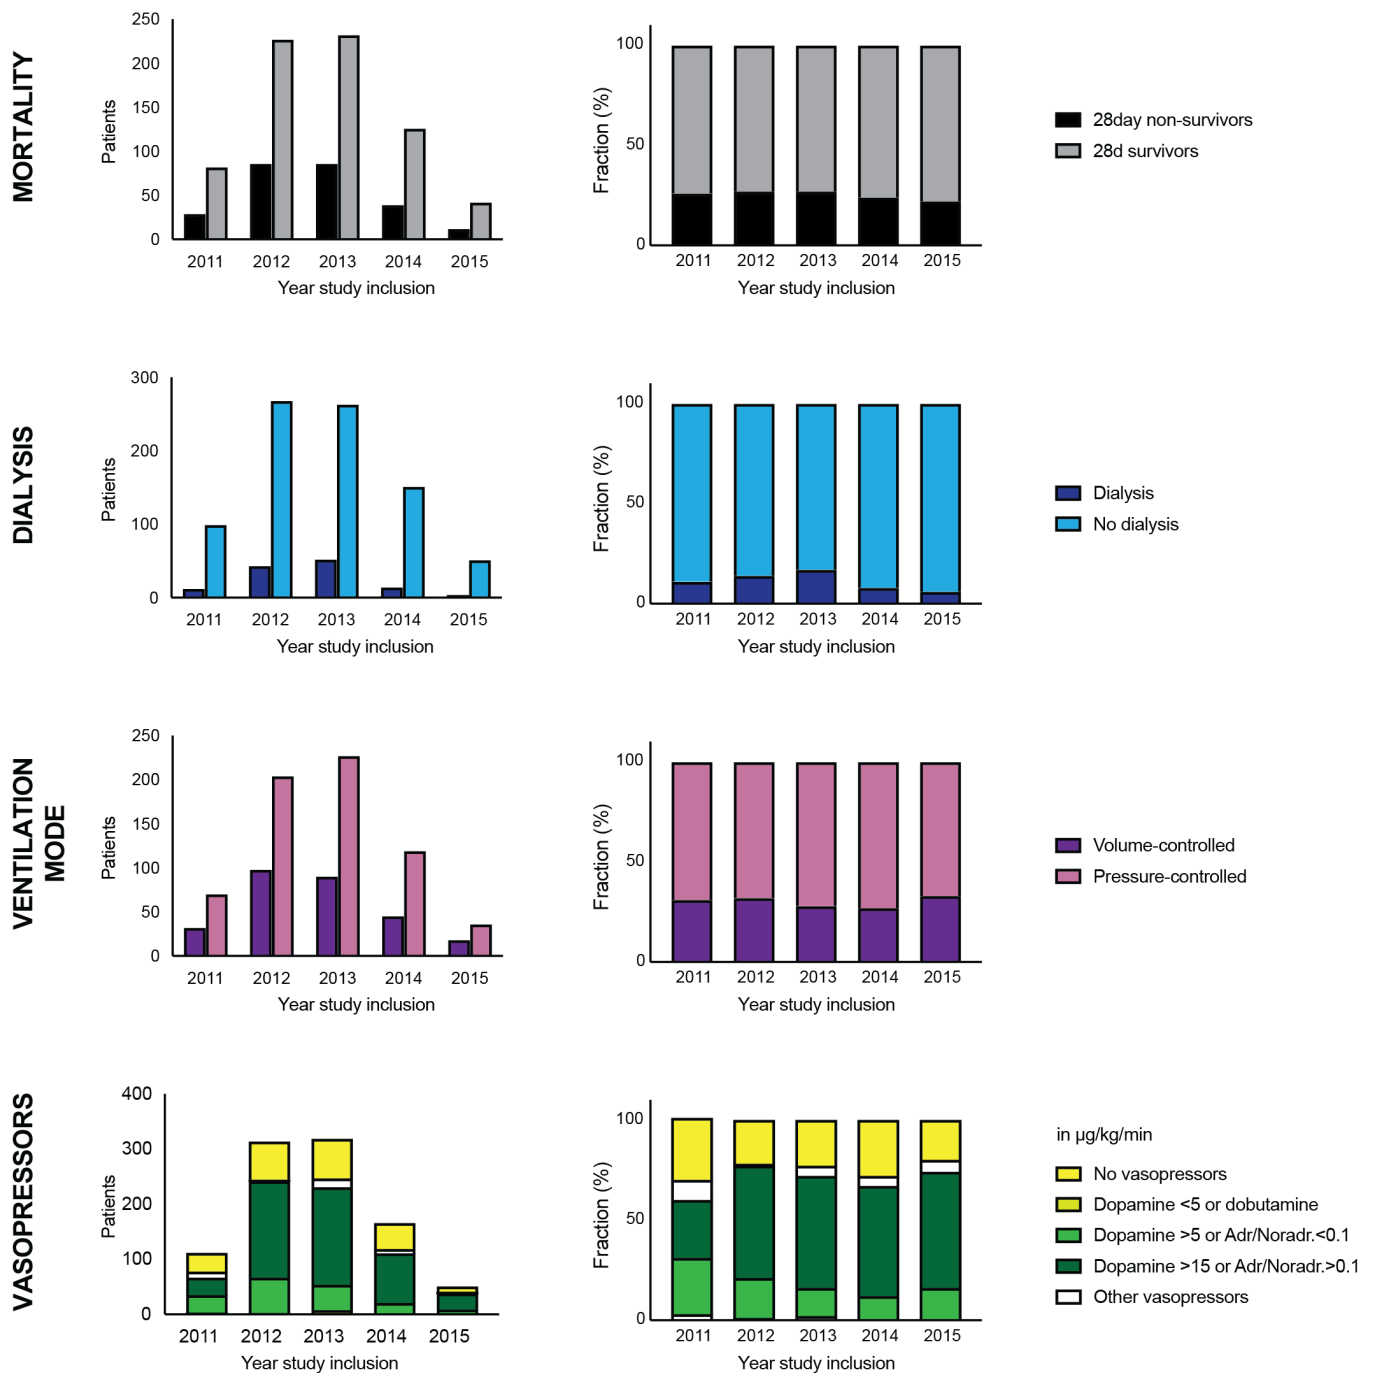 MORTALITY
250
200
150
100
50
0
Patients
2011 2012 2013 2014 2015
Year study inclusion
100
50
0
Fraction (%)
2011 2012 2013 2014 2015
Year study inclusion
28day non-survivors
28d survivors
DIALYSIS
300
200
100
0
Patients
2011 2012 2013 2014 2015
Year study inclusion
100
50
0
Fraction (%)
2011 2012 2013 2014 2015
Year study inclusion
Dialysis
No dialysis
VENTILATION
MODE
250
200
150
100
50
0
Patients
2011 2012 2013 2014 2015
Year study inclusion
100
50
0
Fraction (%)
2011 2012 2013 2014 2015
Year study inclusion
Volume-controlled
Pressure-controlled
VASOPRESSORS
400
300
200
100
0
Patients
2011 2012 2013 2014 2015
Year study inclusion
100
50
0
Fraction (%)
2011 2012 2013 2014 2015
Year study inclusion
in µg/kg/min
No vasopressors
Dopamine <5 or dobutamine
Dopamine >5 or Adr/Noradr.<0.1
Dopamine >15 or Adr/Noradr.>0.1
Other vasopressors